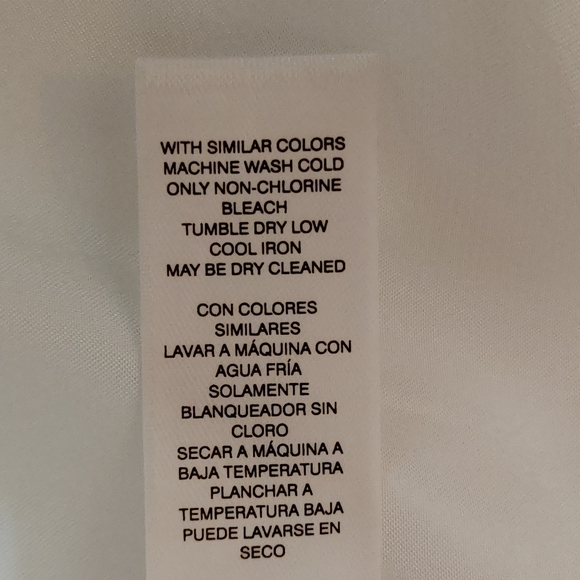 WITH SIMILAR COLORS
MACHINE WASH COLD
ONLY NON-CHLORINE
BLEACH
TUMBLE DRY LOW
COOL IRON
MAY BE DRY CLEANED
CON COLORES
SIMILARES
LAVAR A MÁQUINA CON
AGUA FRÍA
SOLAMENTE
BLANQUEADOR SIN
CLORO
SECAR A MÁQUINA A
BAJA TEMPERATURA
PLANCHAR A
TEMPERATURA BAJA
PUEDE LAVARSE EN
SECO